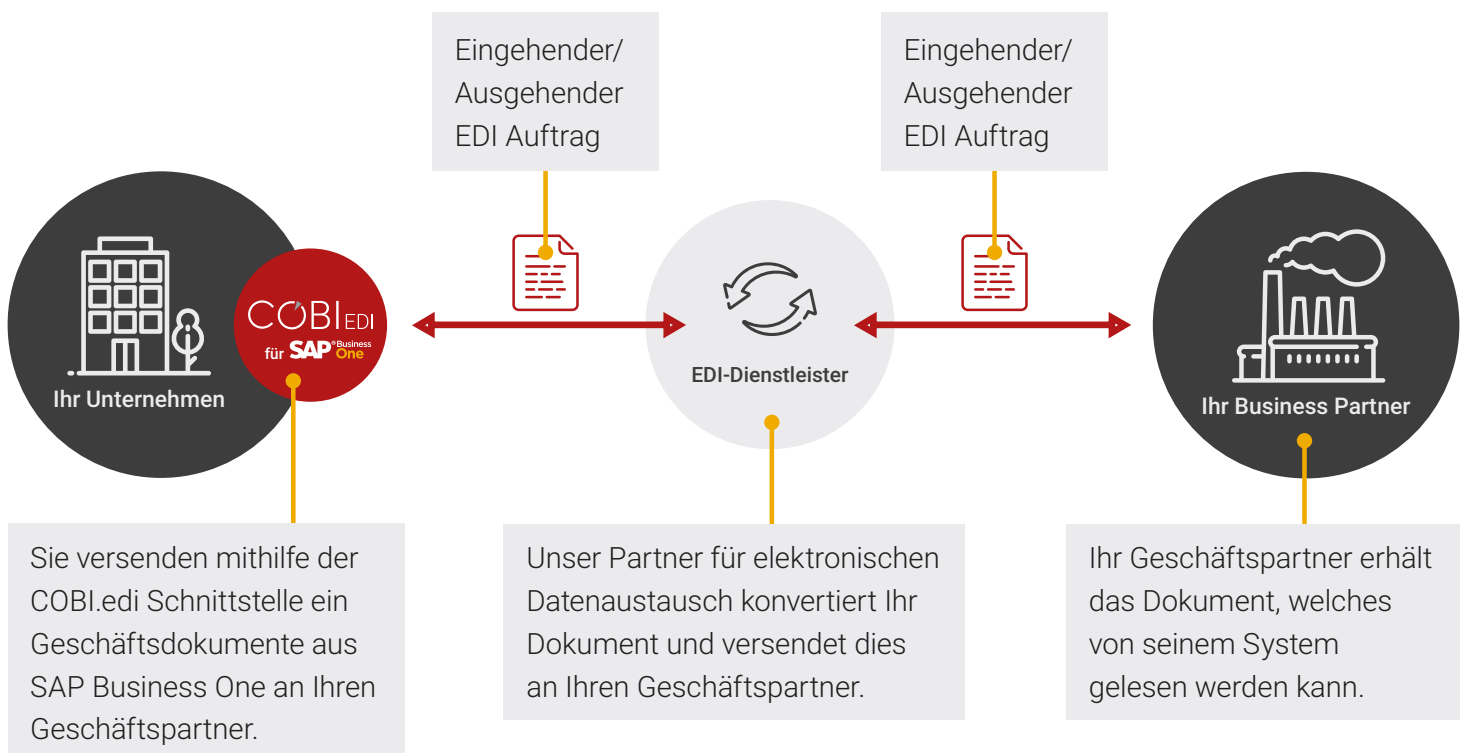 Eingehender/
Ausgehender
EDI Auftrag
Eingehender/
Ausgehender
EDI Auftrag
COBI EDI
für SAP® Business One
Ihr Unternehmen
EDI-Dienstleister
Ihr Business Partner
Sie versenden mithilfe der
COBI.edi Schnittstelle ein
Geschäftsdokumente aus
SAP Business One an Ihren
Geschäftspartner.
Unser Partner für elektronischen
Datenaustausch konvertiert Ihr
Dokument und versendet dies
an Ihren Geschäftspartner.
Ihr Geschäftspartner erhält
das Dokument, welches
von seinem System
gelesen werden kann.